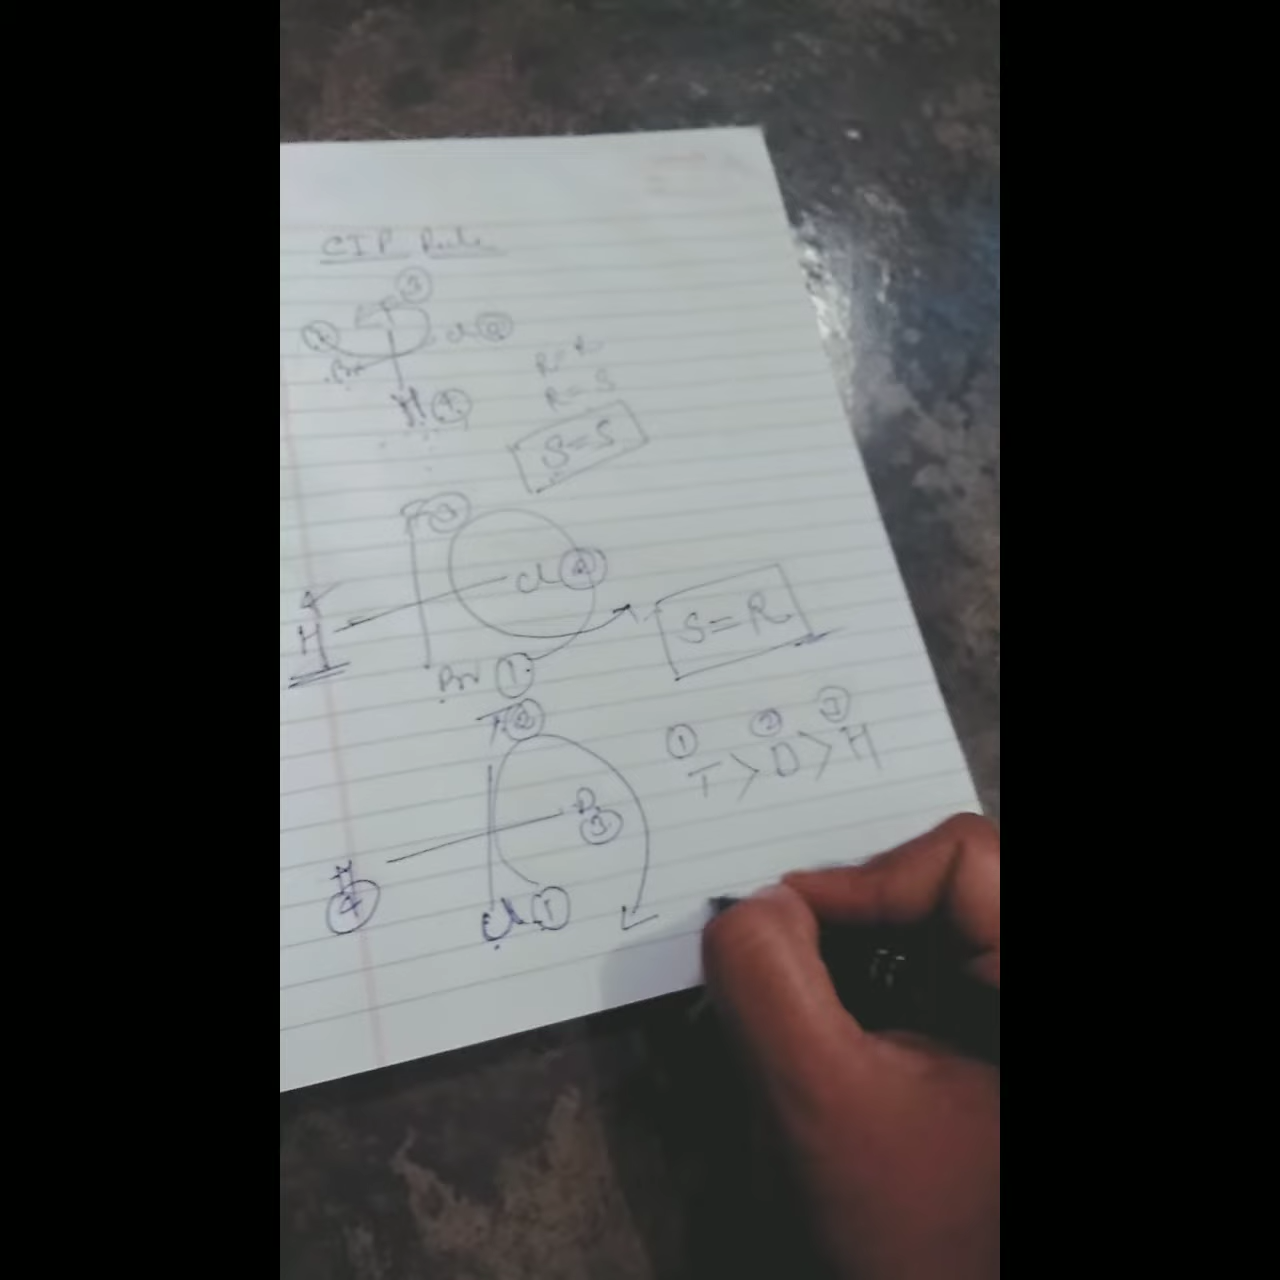 CIP Rule
③
① Cl ②
Br
H ④
R = R
R = S
S = S
F ③
Cl ②
H
S = R
Br ①
T ②
① ② ③
T > D > H
D
③
H
④
Cl ①